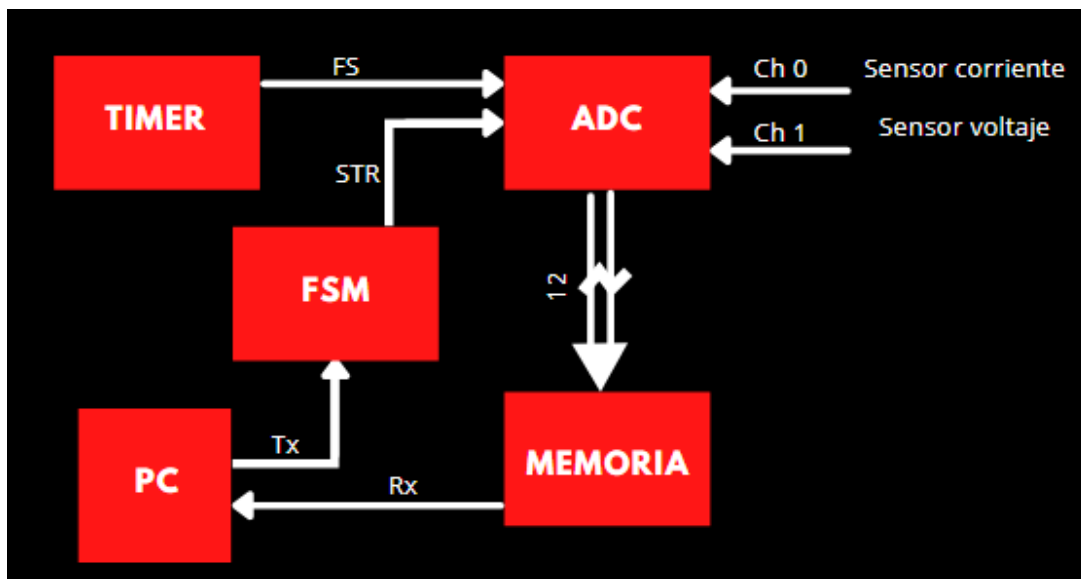 TIMER
FS
ADC
Ch 0
Sensor corriente
Ch 1
Sensor voltaje
STR
FSM
12
PC
Tx
Rx
MEMORIA